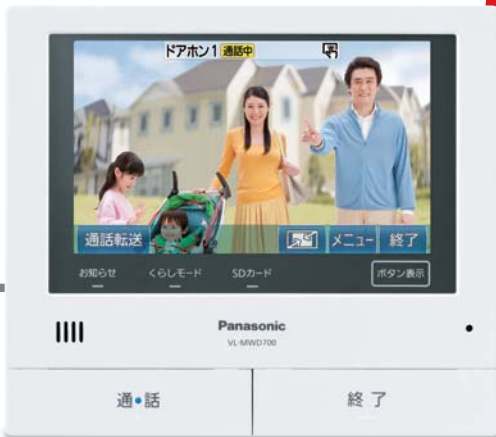 ドアホン1 通話中
通話転送 メニュー 終了
お知らせ くらしモード SDカード ボタン表示
Panasonic
VL-MWD700
通・話 終了